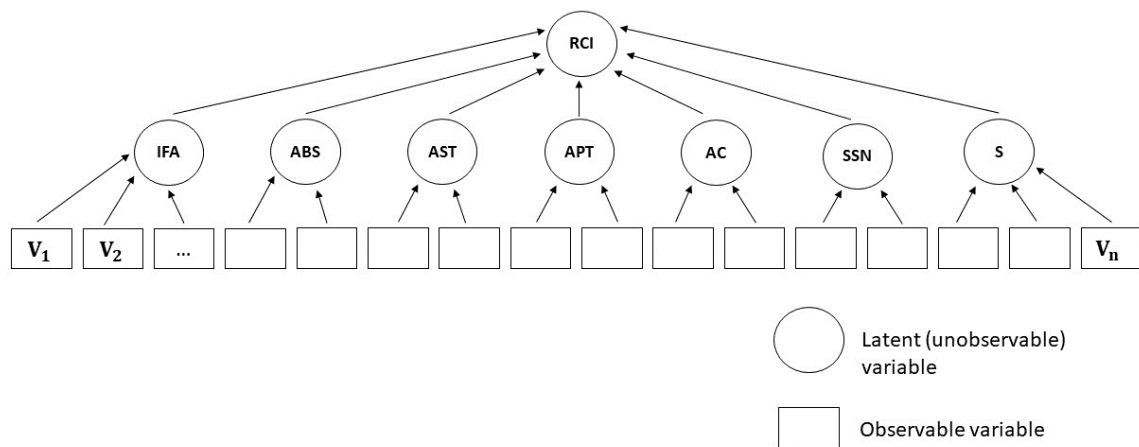 RCI
IFA
ABS
AST
APT
AC
SSN
S
V1
V2
...
Vn
Latent (unobservable)
variable
Observable variable